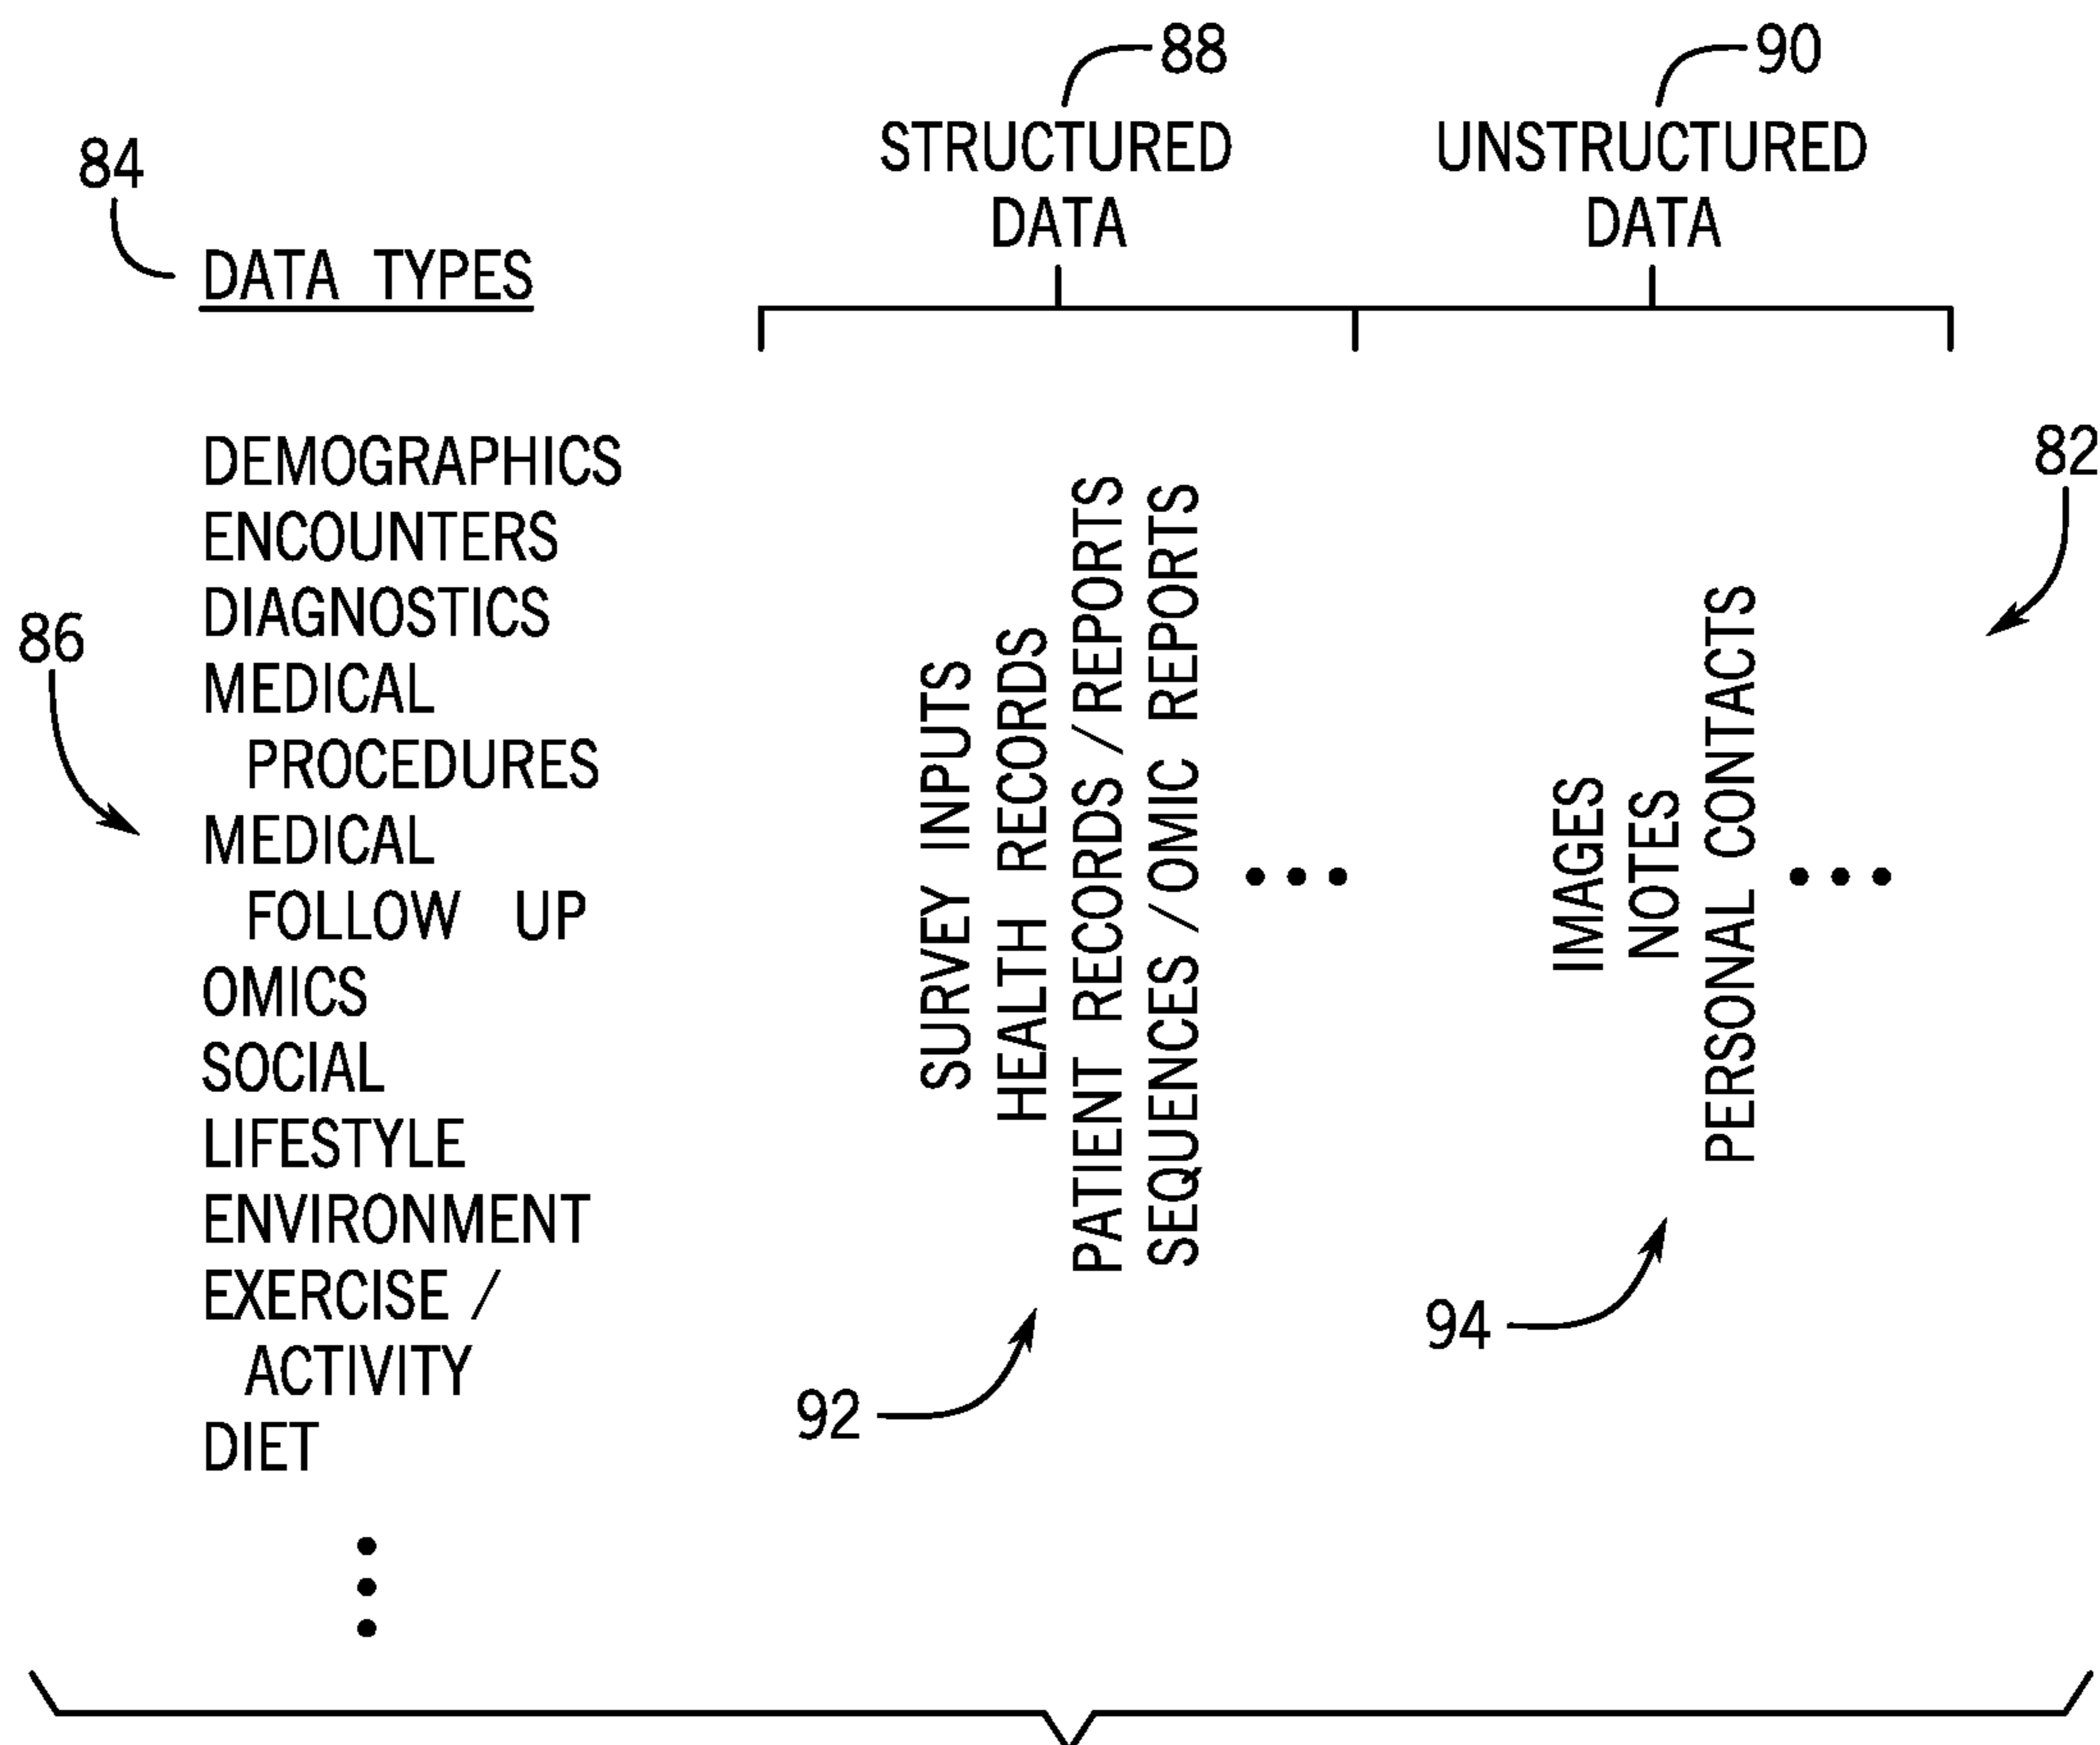 88
90
STRUCTURED
DATA
UNSTRUCTURED
DATA
84
DATA TYPES
82
86
DEMOGRAPHICS
ENCOUNTERS
DIAGNOSTICS
MEDICAL
PROCEDURES
MEDICAL
FOLLOW UP
OMICS
SOCIAL
LIFESTYLE
ENVIRONMENT
EXERCISE /
ACTIVITY
DIET
SURVEY INPUTS
HEALTH RECORDS
PATIENT RECORDS/REPORTS
SEQUENCES/OMIC REPORTS
92
IMAGES
NOTES
PERSONAL CONTACTS
94